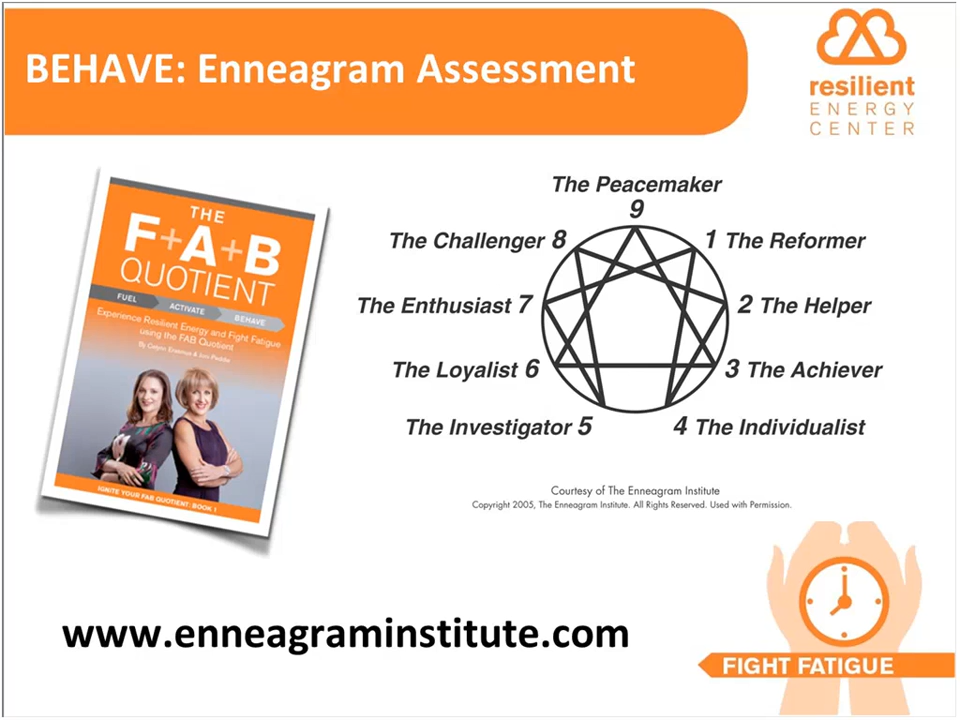 BEHAVE: Enneagram Assessment
resilient
ENERGY
CENTER
THE
F+A+B
QUOTIENT
FUEL
ACTIVATE
BEHAVE
Experience Resilient Energy and Fight Fatigue
using the FAB Quotient
IGNITE YOUR FAB QUOTIENT: BOOK 1
The Peacemaker
9
The Challenger 8
1 The Reformer
The Enthusiast 7
2 The Helper
The Loyalist 6
3 The Achiever
The Investigator 5
4 The Individualist
Courtesy of The Enneagram Institute
Copyright 2005, The Enneagram Institute. All Rights Reserved. Used with Permission.
www.enneagraminstitute.com
FIGHT FATIGUE